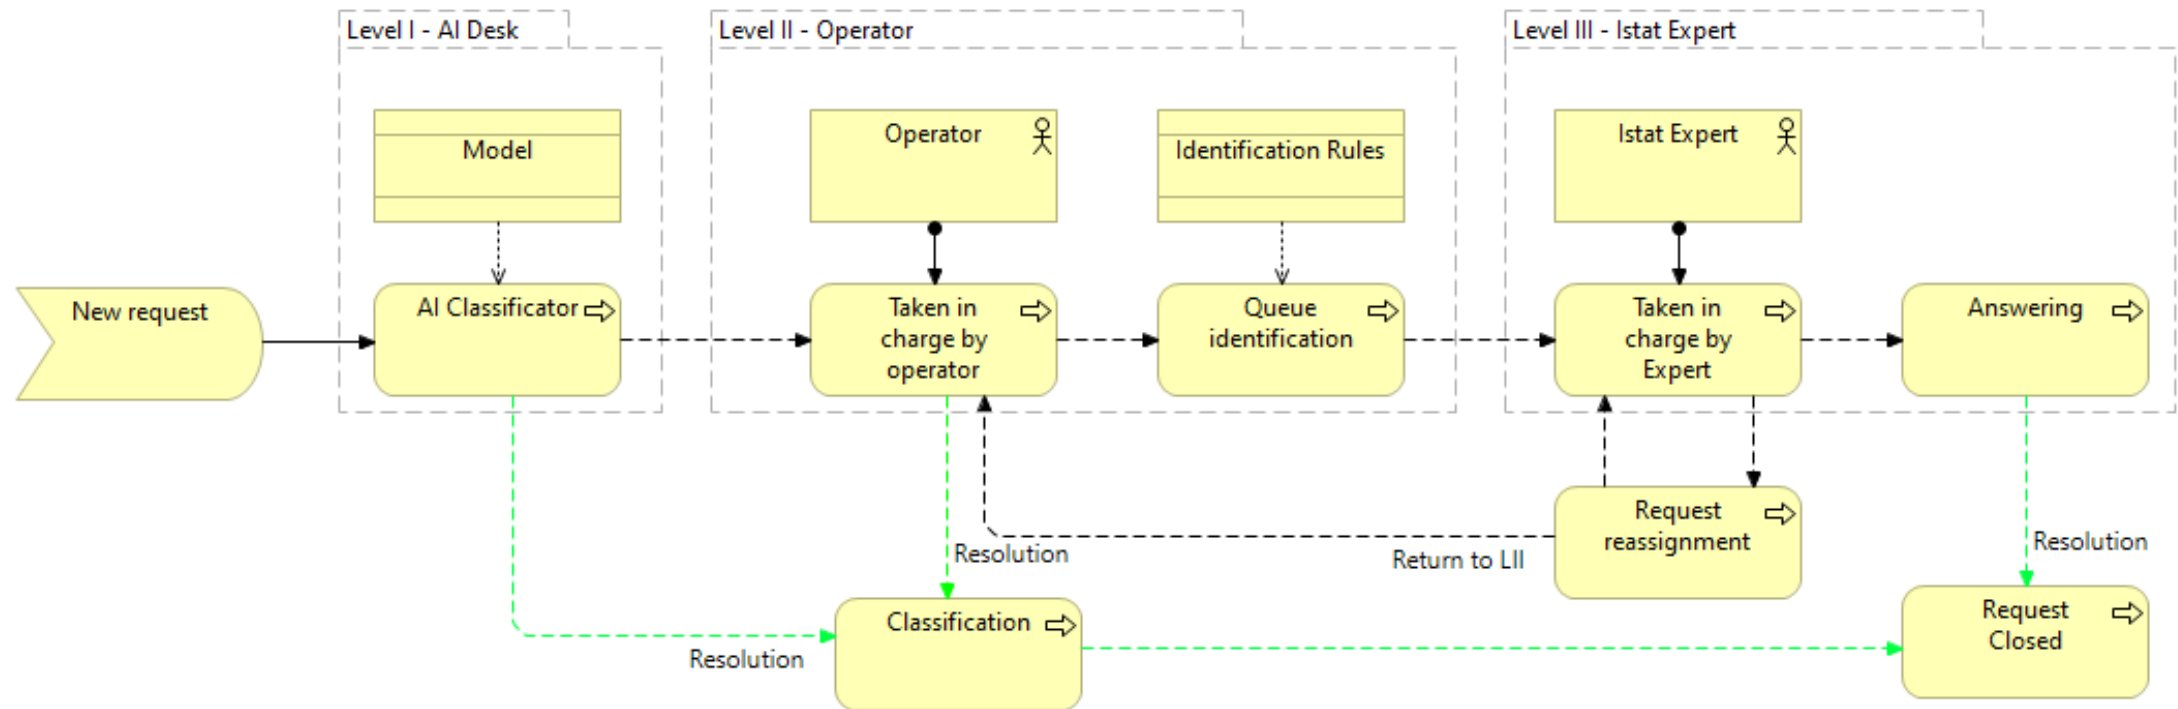 Level I - AI Desk
Level II - Operator
Level III - Istat Expert
Model
Operator
Identification Rules
Istat Expert
New request
AI Classificator
Taken in
charge by
operator
Queue
identification
Taken in
charge by
Expert
Answering
Request
reassignment
Resolution
Return to LII
Resolution
Classification
Resolution
Request
Closed